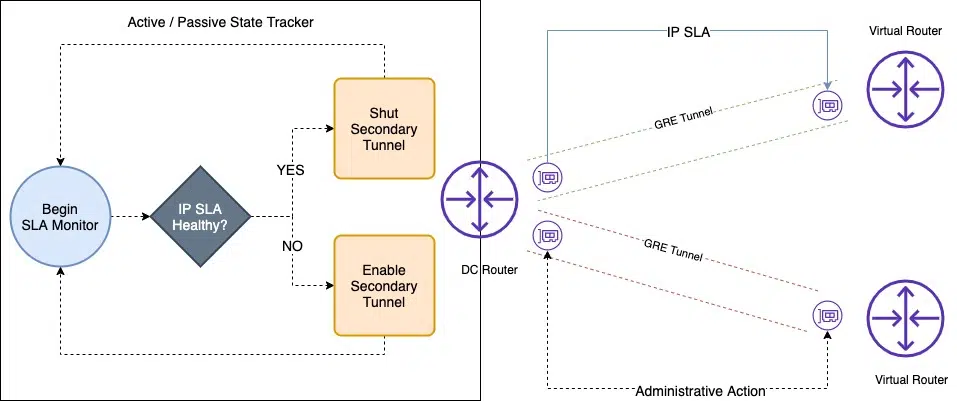 Active / Passive State Tracker
IP SLA
Virtual Router
Shut
Secondary
Tunnel
GRE Tunnel
YES
Begin
SLA Monitor
IP SLA
Healthy?
NO
GRE Tunnel
DC Router
Enable
Secondary
Tunnel
Virtual Router
Administrative Action